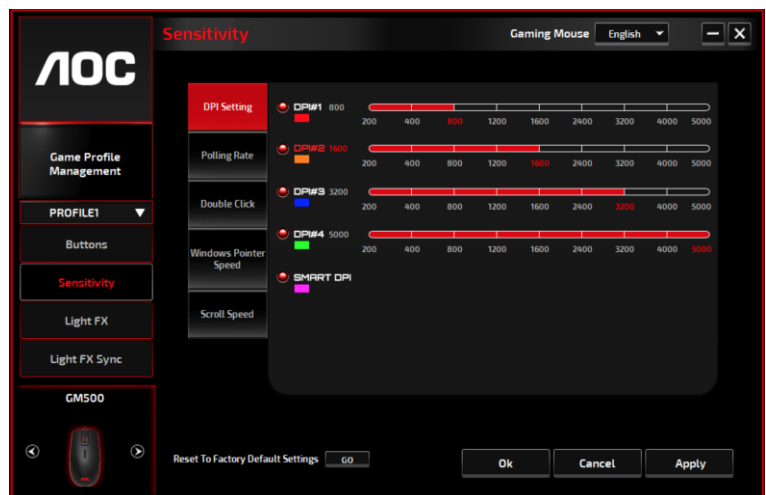 Sensitivity
Gaming Mouse English
AOC
Game Profile
Management
PROFILE1
Buttons
Sensitivity
Light FX
Light FX Sync
GM500
AOC
DPI Setting
Polling Rate
Double Click
Windows Pointer
Speed
Scroll Speed
DPI#1 800
200 400 800 1200 1600 2400 3200 4000 5000
DPI#2 1600
200 400 800 1200 1600 2400 3200 4000 5000
DPI#3 3200
200 400 800 1200 1600 2400 3200 4000 5000
DPI#4 5000
200 400 800 1200 1600 2400 3200 4000 5000
SMART DPI
Reset To Factory Default Settings GO
Ok Cancel Apply